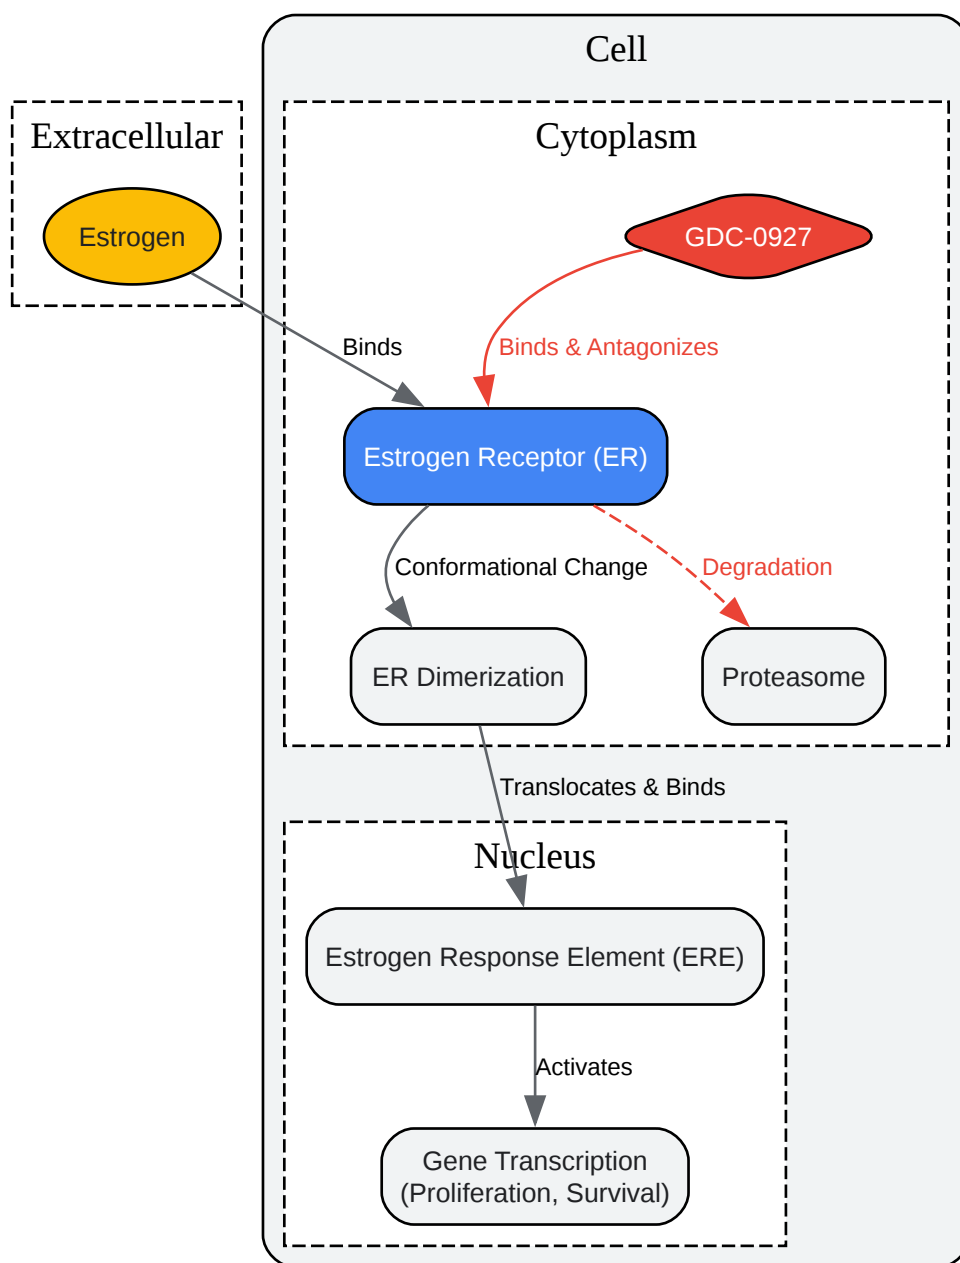 Cell
Extracellular
Cytoplasm
Estrogen
GDC-0927
Binds
Binds & Antagonizes
Estrogen Receptor (ER)
Conformational Change
Degradation
ER Dimerization
Proteasome
Translocates & Binds
Nucleus
Estrogen Response Element (ERE)
Activates
Gene Transcription
(Proliferation, Survival)